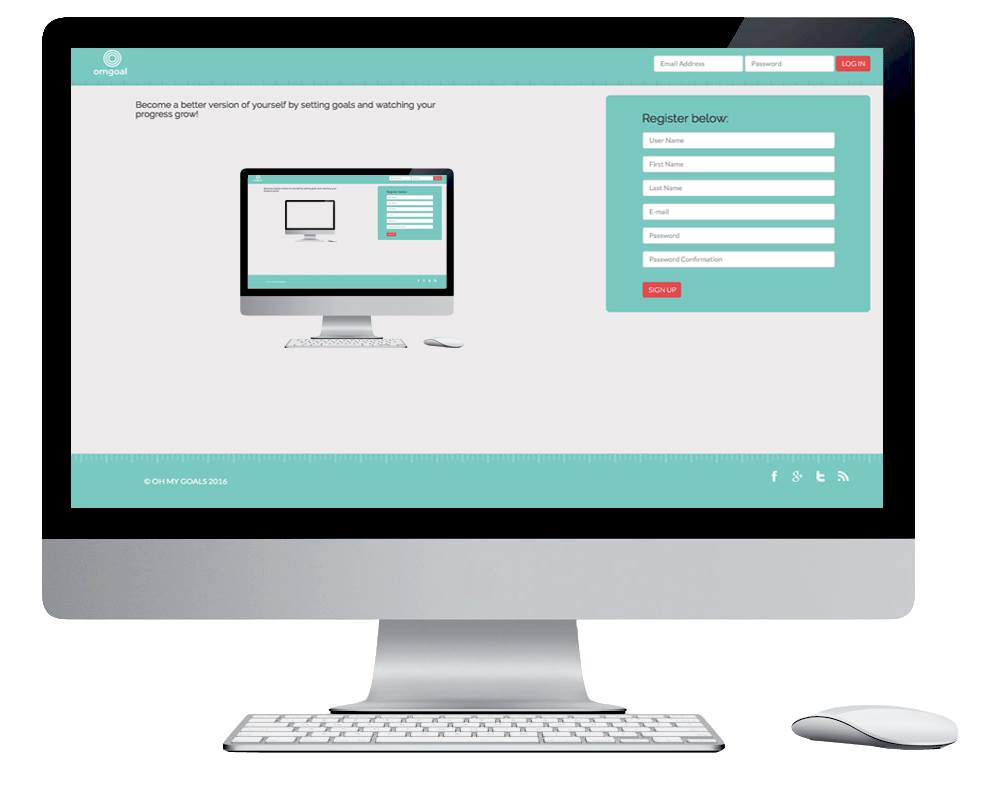 omgoal
Email Address
Password
LOG IN
Become a better version of yourself by setting goals and watching your
progress grow!
Register below:
User Name
First Name
Last Name
E-mail
Password
Password Confirmation
SIGN UP
© OH MY GOALS 2016